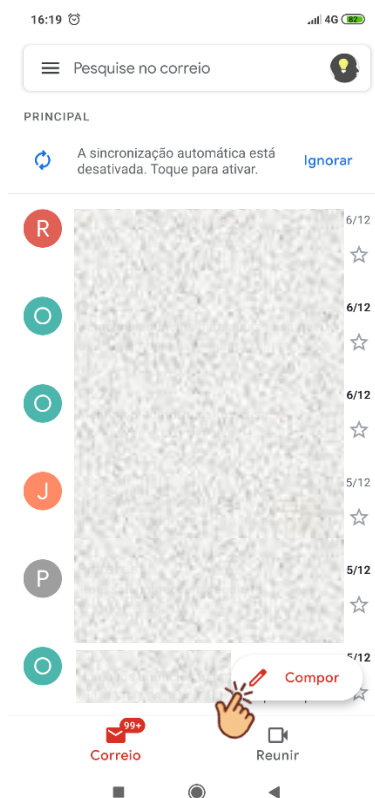 16:19 4G 82
Pesquise no correio
PRINCIPAL
A sincronização automática está
desativada. Toque para ativar.
Ignorar
R 6/12
O 6/12
O 6/12
J 5/12
P 5/12
O 5/12
Compor
99+
Correio Reunir